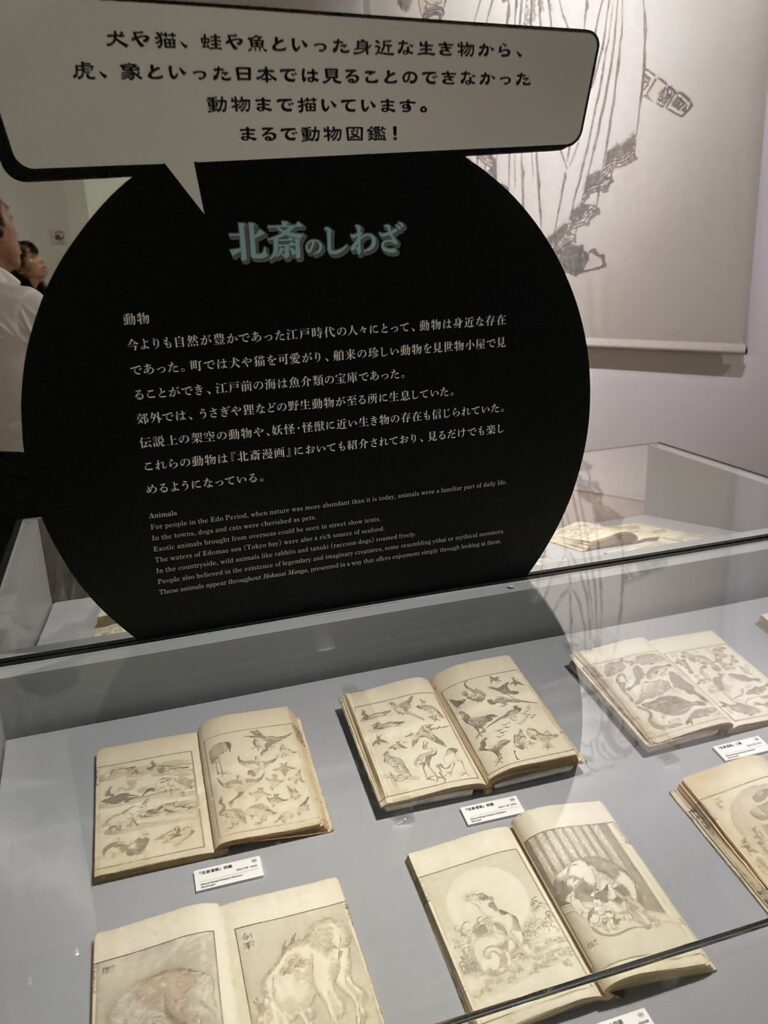 犬や猫、蛙や魚といった身近な生き物から、
虎、象といった日本では見ることのできなかった
動物まで描いています。
まるで動物図鑑！
北斎のしわざ
動物
今よりも自然が豊かであった江戸時代の人々にとって、動物は身近な存在
であった。町では犬や猫を可愛がり、舶来の珍しい動物を見世物小屋で見
ることができ、江戸前の海は魚介類の宝庫であった。
郊外では、うさぎや狸などの野生動物が至る所に生息していた。
伝説上の架空の動物や、妖怪・怪獣に近い生き物の存在も信じられていた。
これらの動物は『北斎漫画』においても紹介されており、見るだけでも楽し
めるようになっている。
Animals
For people in the Edo Period, when nature was more abundant than it is today, animals were a familiar part of daily life.
In the towns, dogs and cats were cherished as pets.
Exotic animals brought from overseas could be seen in street show tents.
The waters of Edomae sea (Tokyo bay) were also a rich source of seafood.
In the countryside, wild animals like rabbits and tanuki (raccoon dogs) roamed freely.
People also believed in the existence of legendary and imaginary creatures, some resembling yōkai or mythical monsters.
These animals appear throughout Hokusai Manga, presented in a way that offers enjoyment simply through looking at them.
『北斎漫画』
『北斎漫画』